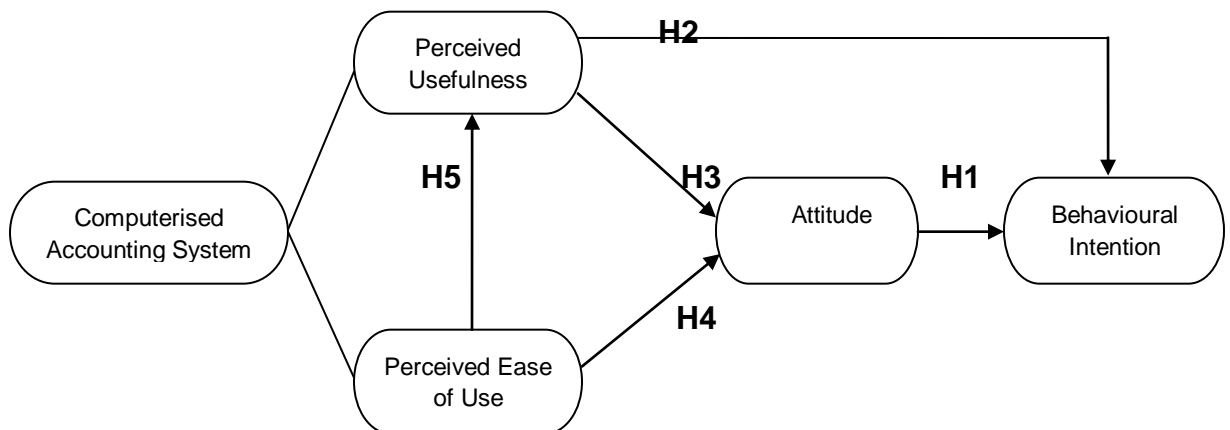 H2
Perceived
Usefulness
H5
H3
H1
Computerised
Accounting System
Attitude
Behavioural
Intention
H4
Perceived Ease
of Use